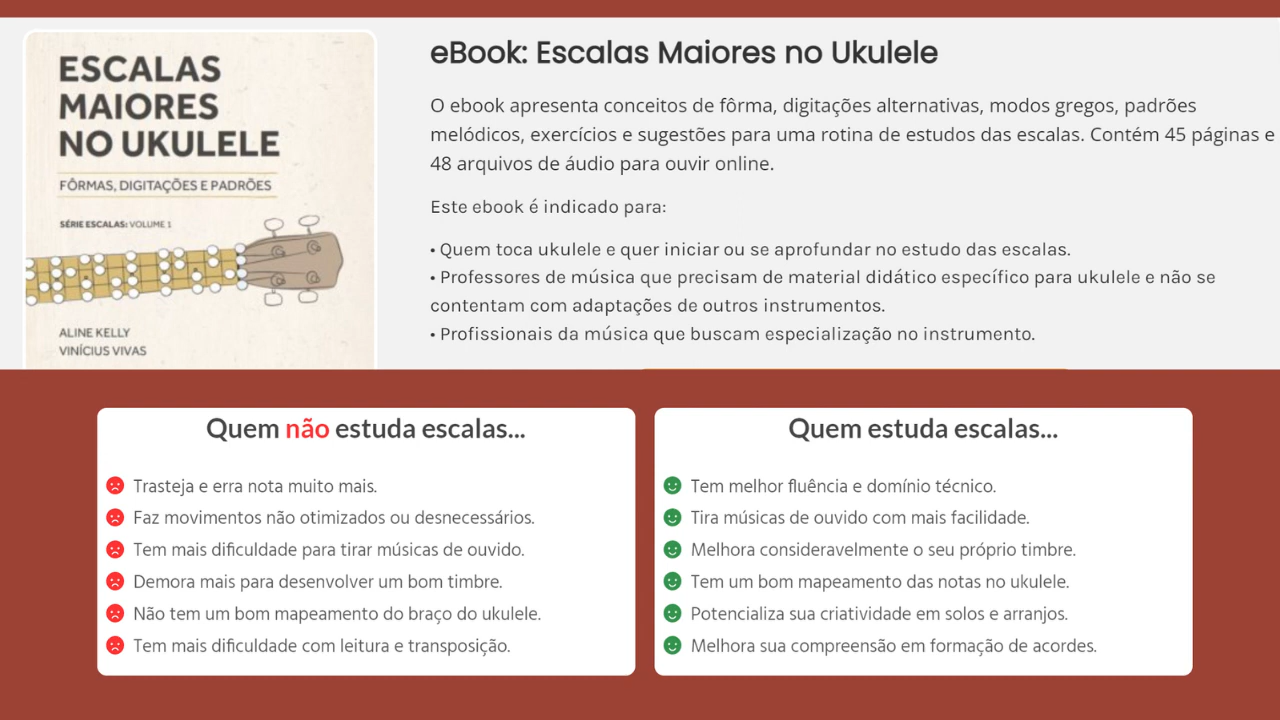 ESCALAS
MAIORES
NO UKULELE
FÔRMAS, DIGITAÇÕES E PADRÕES
SÉRIE ESCALAS: VOLUME 1
ALINE KELLY
VINÍCIUS VIVAS
eBook: Escalas Maiores no Ukulele
O ebook apresenta conceitos de fôrma, digitações alternativas, modos gregos, padrões
melódicos, exercícios e sugestões para uma rotina de estudos das escalas. Contém 45 páginas e
48 arquivos de áudio para ouvir online.
Este ebook é indicado para:
• Quem toca ukulele e quer iniciar ou se aprofundar no estudo das escalas.
• Professores de música que precisam de material didático específico para ukulele e não se
contentam com adaptações de outros instrumentos.
• Profissionais da música que buscam especialização no instrumento.
Quem não estuda escalas...
Trasteja e erra nota muito mais.
Faz movimentos não otimizados ou desnecessários.
Tem mais dificuldade para tirar músicas de ouvido.
Demora mais para desenvolver um bom timbre.
Não tem um bom mapeamento do braço do ukulele.
Tem mais dificuldade com leitura e transposição.
Quem estuda escalas...
Tem melhor fluência e domínio técnico.
Tira músicas de ouvido com mais facilidade.
Melhora consideravelmente o seu próprio timbre.
Tem um bom mapeamento das notas no ukulele.
Potencializa sua criatividade em solos e arranjos.
Melhora sua compreensão em formação de acordes.